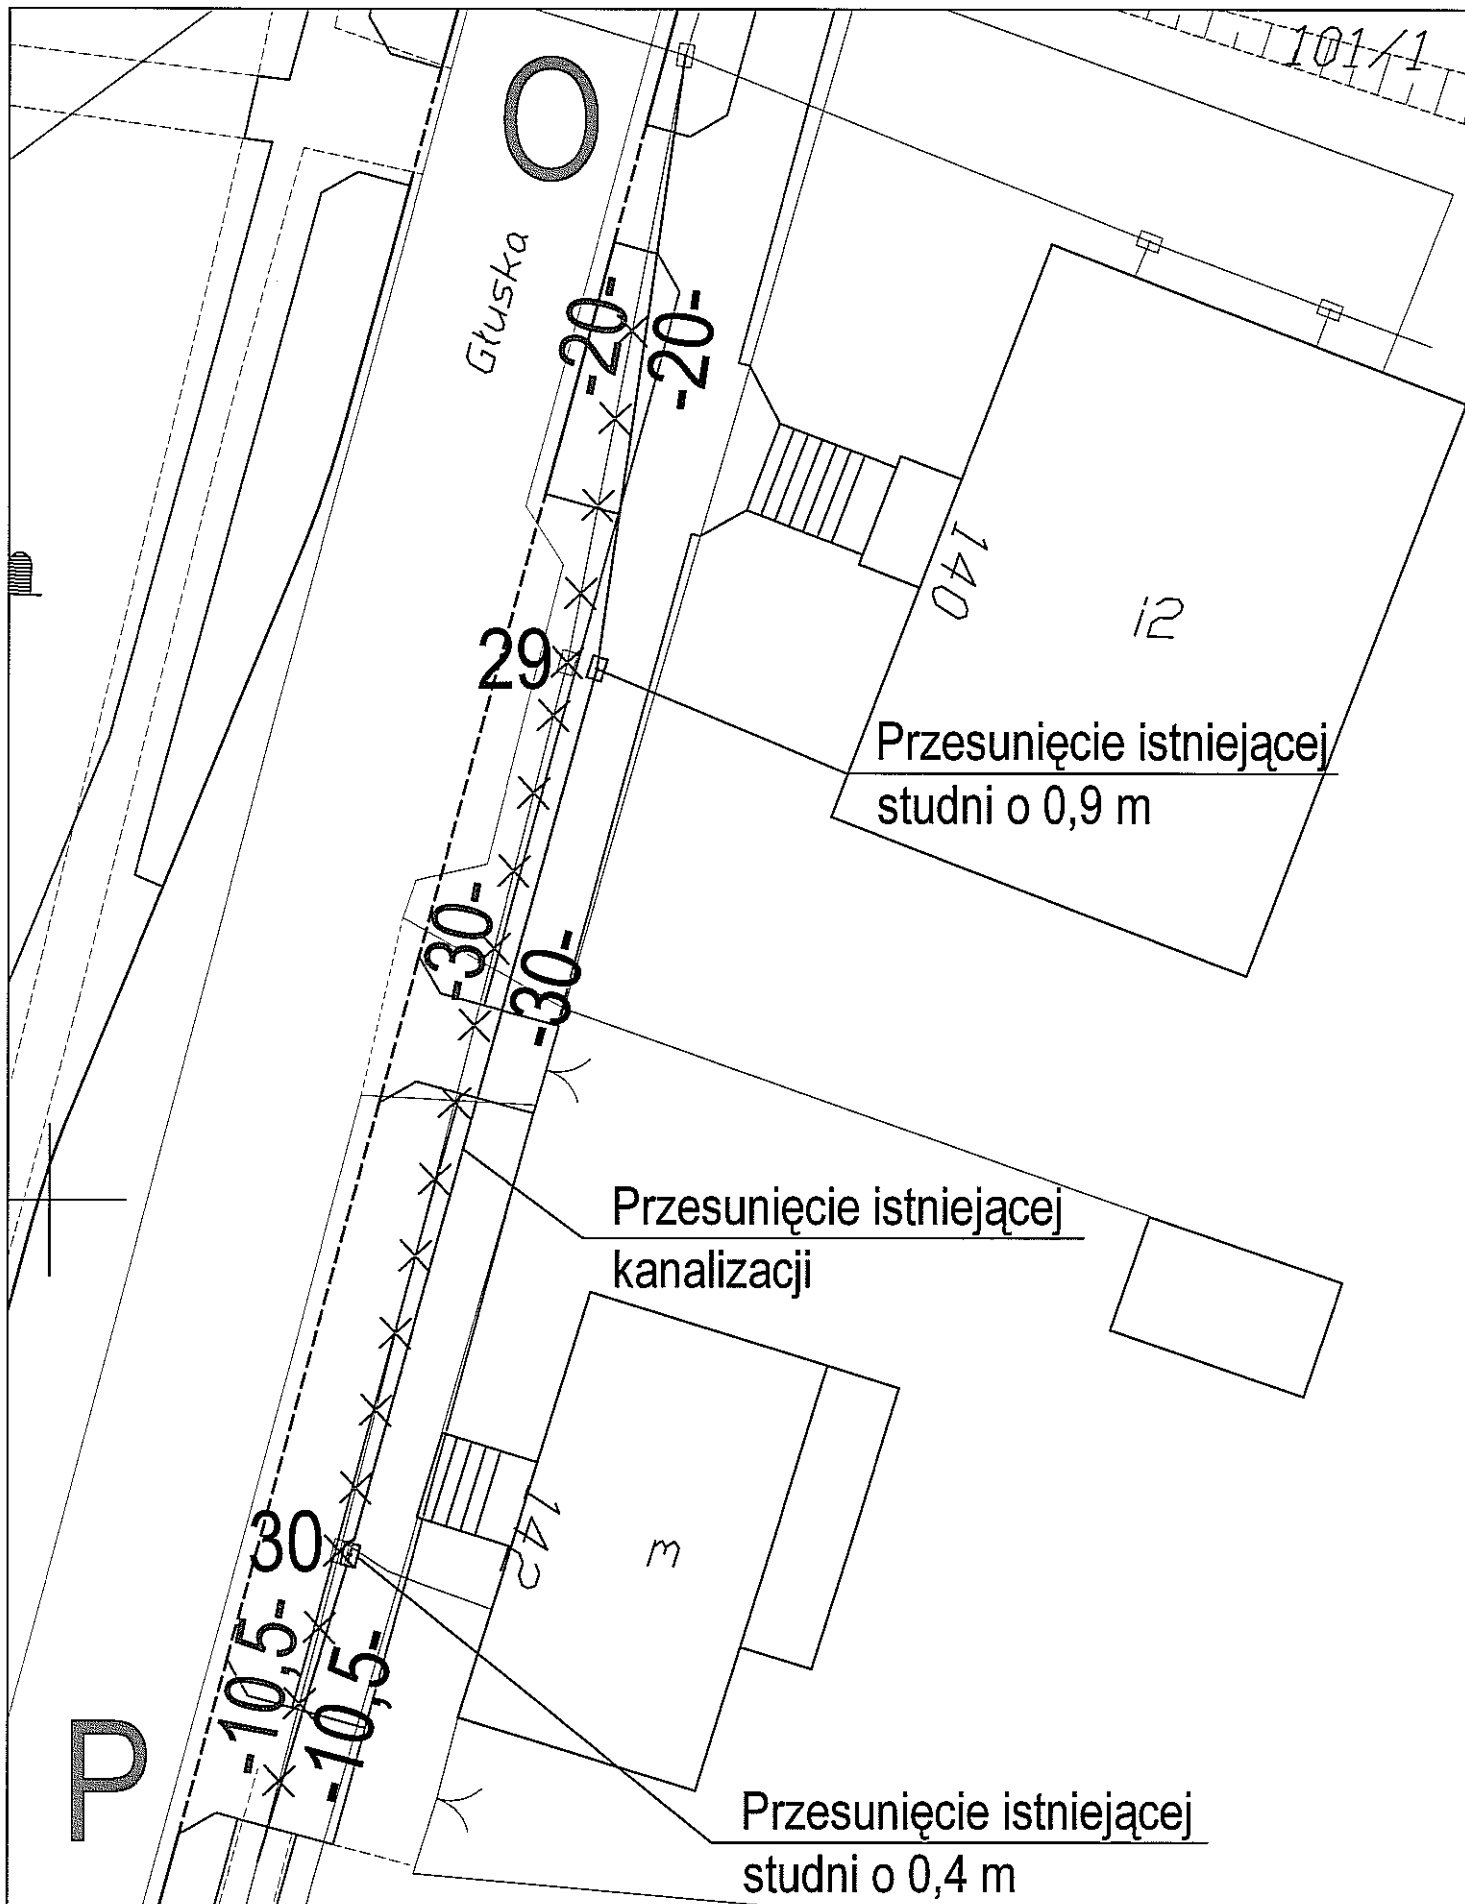 101/1
O
Głuska
-20-
-20-
140
i2
29
Przesunięcie istniejącej
studni o 0,9 m
-30-
-30-
Przesunięcie istniejącej
kanalizacji
m
142
30
-10,5-
-10,5-
P
Przesunięcie istniejącej
studni o 0,4 m